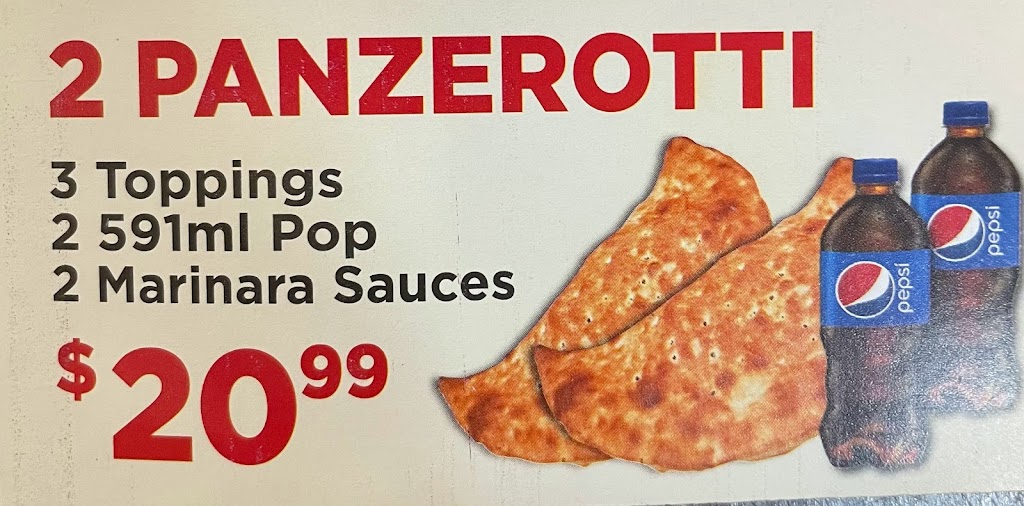 2 PANZEROTTI
3 Toppings
2 591ml Pop
2 Marinara Sauces
$20.99
pepsi
pepsi